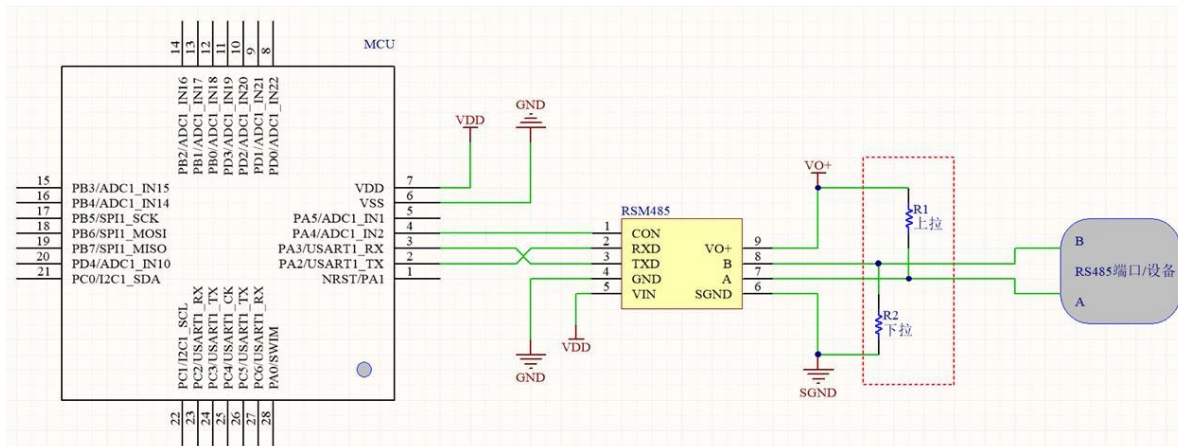 14
13
12
11
10
9
8
MCU
PB2/ADC1_IN16
PB1/ADC1_IN17
PB0/ADC1_IN18
PD3/ADC1_IN19
PD2/ADC1_IN20
PD1/ADC1_IN21
PD0/ADC1_IN22
15 PB3/ADC1_IN15
16 PB4/ADC1_IN14
17 PB5/SPI1_SCK
18 PB6/SPI1_MOSI
19 PB7/SPI1_MISO
20 PD4/ADC1_IN10
21 PC0/I2C1_SDA
VDD 7
VSS 6
PA5/ADC1_IN1 5
PA4/ADC1_IN2 4
PA3/USART1_RX 3
PA2/USART1_TX 2
NRST/PA1 1
PC1/I2C1_SCL
PC2/USART1_RX
PC3/USART1_TX
PC4/USART1_CK
PC5/USART1_TX
PC6/USART1_RX
PA0/SWIM
22
23
24
25
26
27
28
VDD
GND
GND
VDD
RSM485
1 CON
2 RXD
3 TXD
4 GND
5 VIN
VO+ 9
B 8
A 7
SGND 6
VO+
R1
上拉
R2
下拉
SGND
B
RS485端口/设备
A